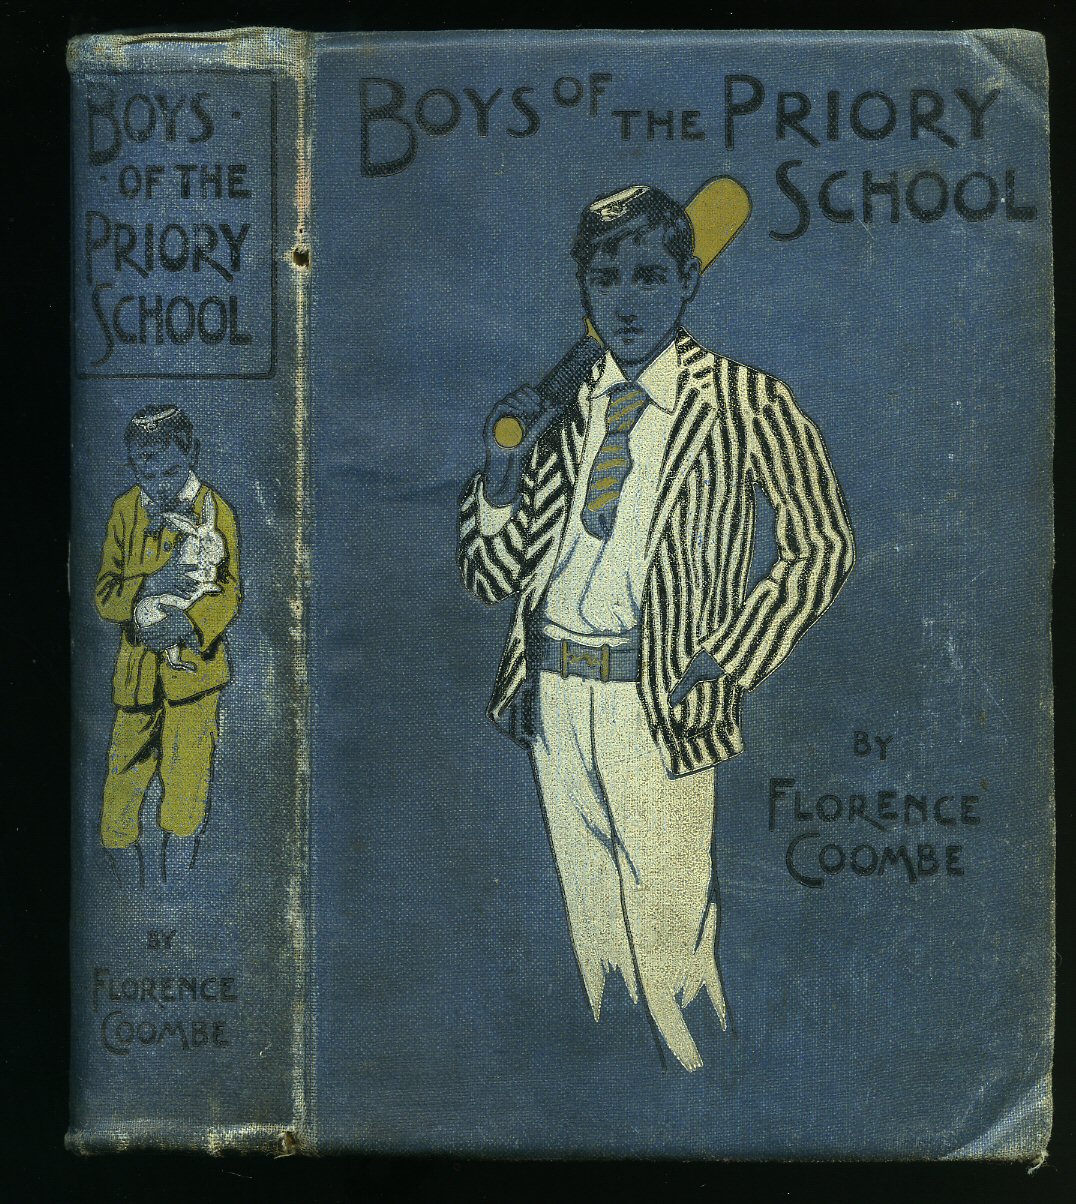 BOYS ·
· OF THE
PRIORY
SCHOOL
BY
FLORENCE
COOMBE
BOYS OF THE PRIORY
SCHOOL
BY
FLORENCE
COOMBE